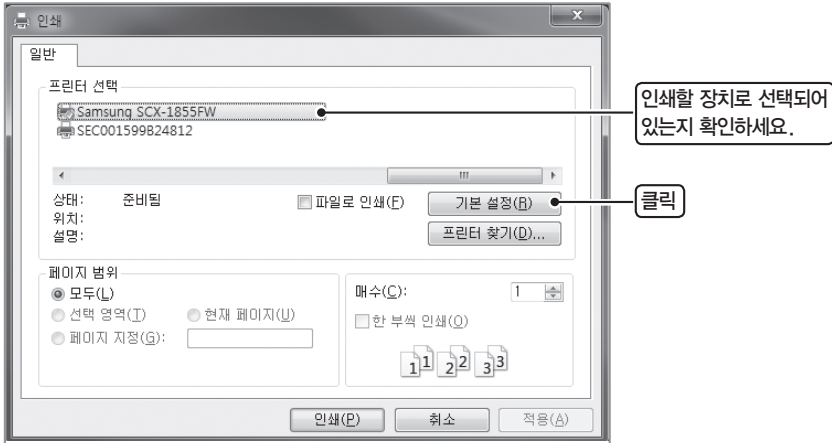 인쇄
일반
프린터 선택
Samsung SCX-1855FW
SEC001599B24812
인쇄할 장치로 선택되어
있는지 확인하세요.
상태: 준비됨
파일로 인쇄(F)
기본 설정(R)
클릭
위치:
설명:
프린터 찾기(D)...
페이지 범위
모두(L)
선택 영역(T)
현재 페이지(U)
페이지 지정(G):
매수(C):
1
한 부씩 인쇄(O)
1 1 2 2 3 3
인쇄(P)
취소
적용(A)